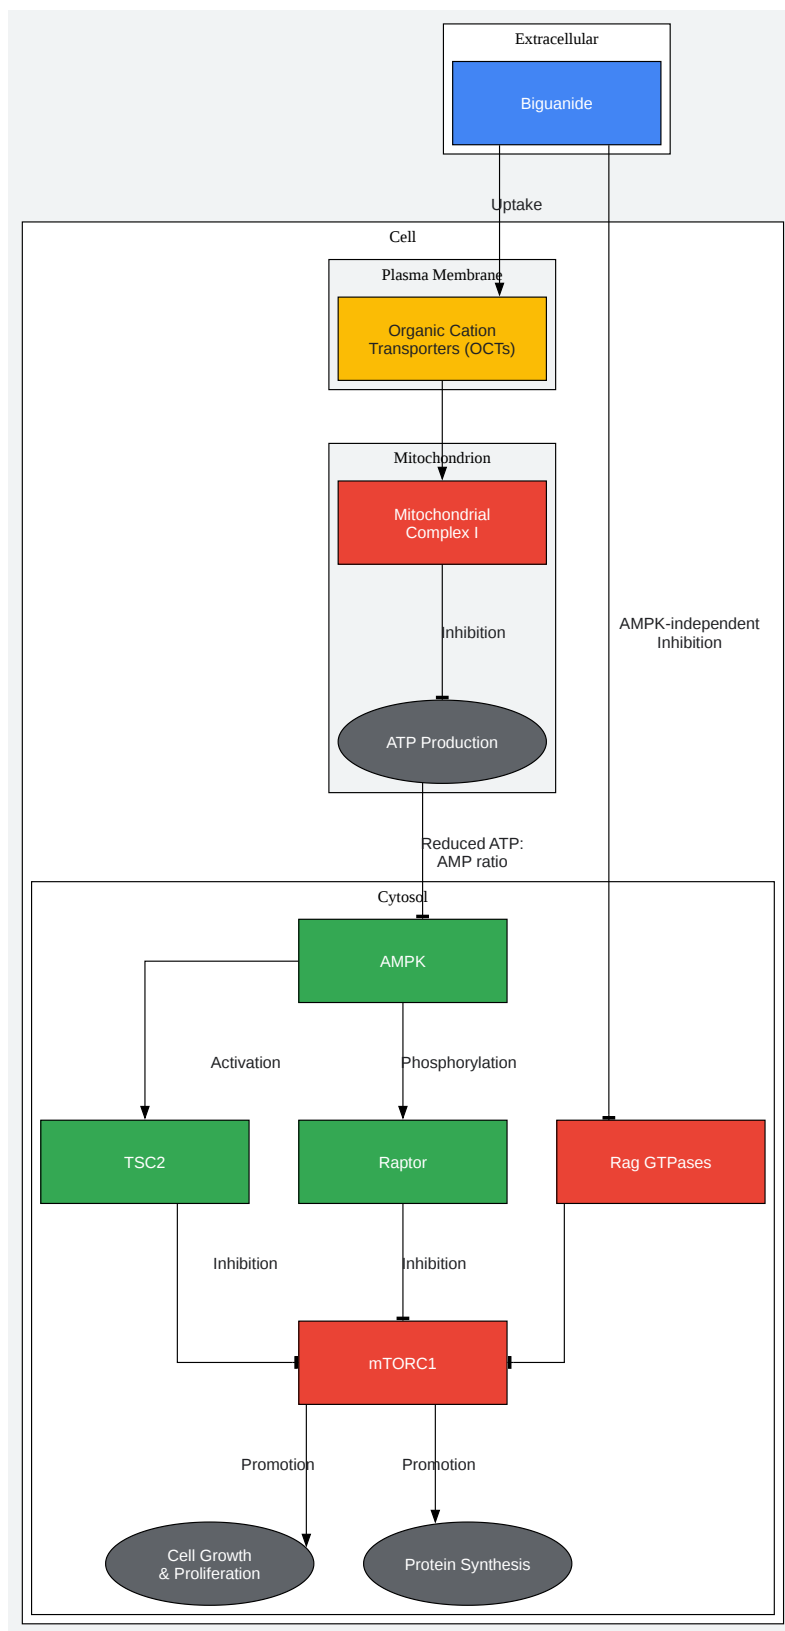 Extracellular
Biguanide
Uptake
Cell
Plasma Membrane
Organic Cation
Transporters (OCTs)
Mitochondrion
Mitochondrial
Complex I
Inhibition
AMPK-independent
Inhibition
ATP Production
Reduced ATP:
AMP ratio
Cytosol
AMPK
Activation
Phosphorylation
TSC2
Raptor
Rag GTPases
Inhibition
Inhibition
mTORC1
Promotion
Promotion
Cell Growth
& Proliferation
Protein Synthesis